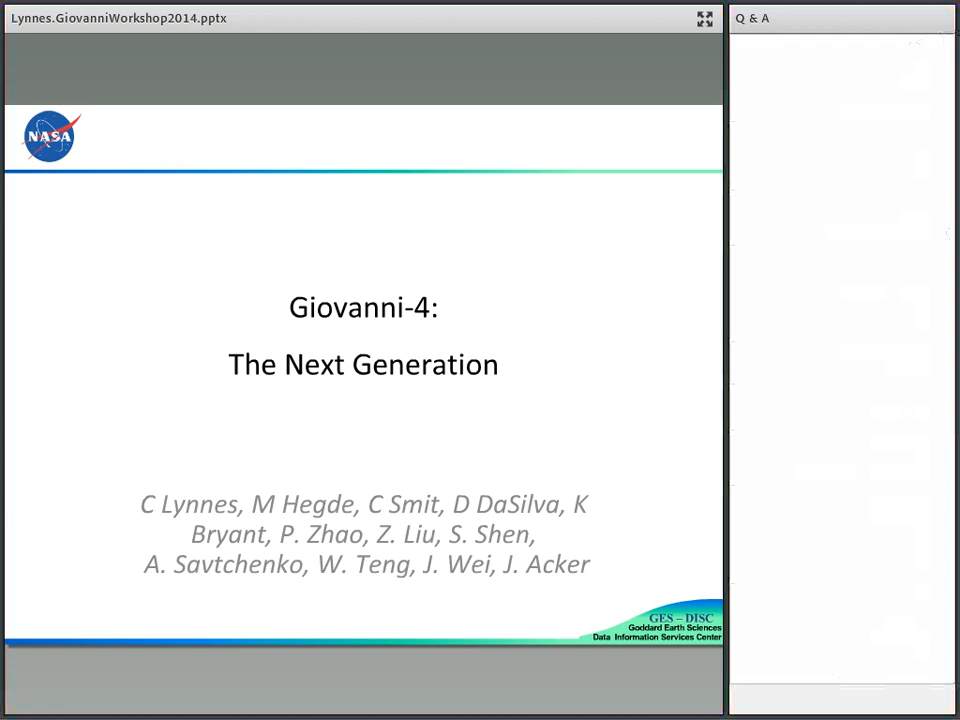 Lynnes.GiovanniWorkshop2014.pptx
Q & A
NASA
Giovanni-4:
The Next Generation
C Lynnes, M Hegde, C Smit, D DaSilva, K
Bryant, P. Zhao, Z. Liu, S. Shen,
A. Savtchenko, W. Teng, J. Wei, J. Acker
GES – DISC
Goddard Earth Sciences
Data Information Services Center